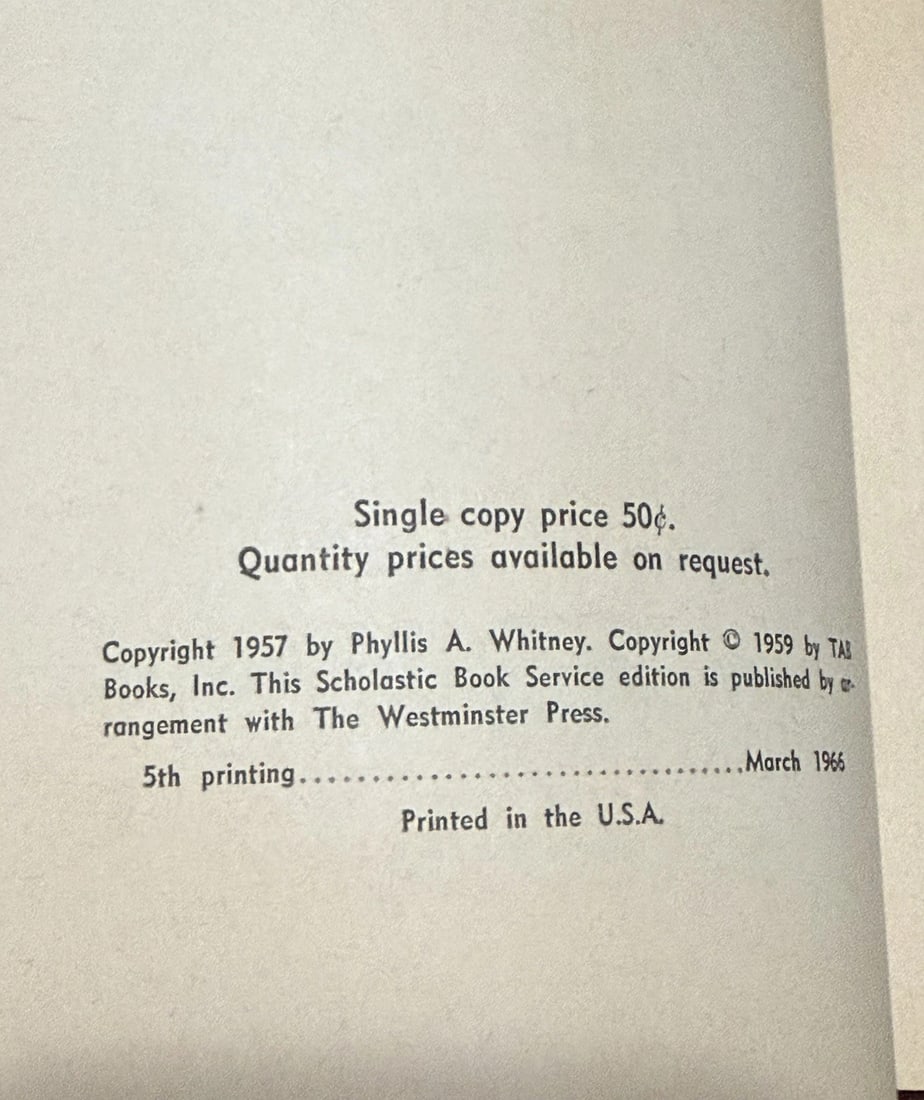 Single copy price 50¢.
Quantity prices available on request.
Copyright 1957 by Phyllis A. Whitney. Copyright © 1959 by TAB
Books, Inc. This Scholastic Book Service edition is published by ar-
rangement with The Westminster Press.
5th printing..................................March 1966
Printed in the U.S.A.